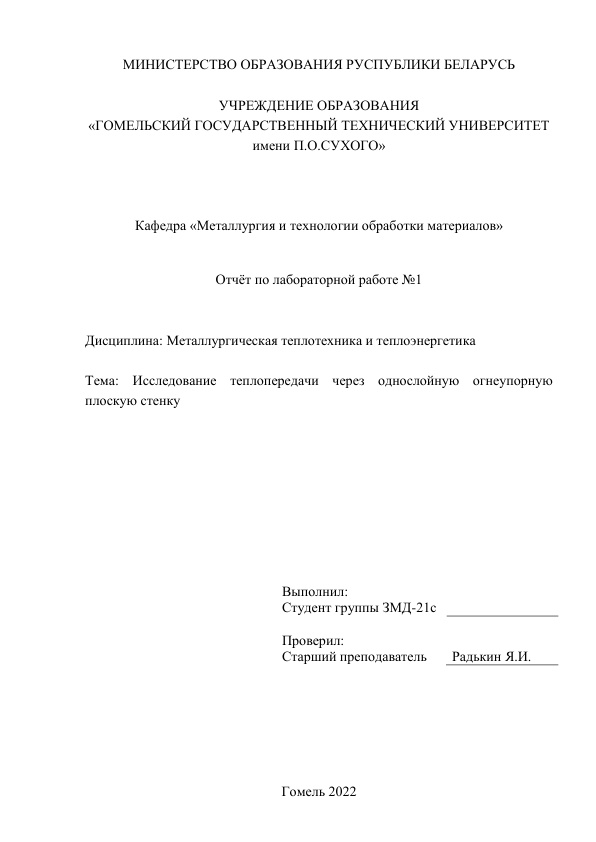 МИНИСТЕРСТВО ОБРАЗОВАНИЯ РУСПУБЛИКИ БЕЛАРУСЬ
УЧРЕЖДЕНИЕ ОБРАЗОВАНИЯ
«ГОМЕЛЬСКИЙ ГОСУДАРСТВЕННЫЙ ТЕХНИЧЕСКИЙ УНИВЕРСИТЕТ
имени П.О.СУХОГО»
Кафедра «Металлургия и технологии обработки материалов»
Отчёт по лабораторной работе №1
Дисциплина: Металлургическая теплотехника и теплоэнергетика
Тема: Исследование теплопередачи через однослойную огнеупорную
плоскую стенку
Выполнил:
Студент группы ЗМД-21с
Проверил:
Старший преподаватель Радькин Я.И.
Гомель 2022